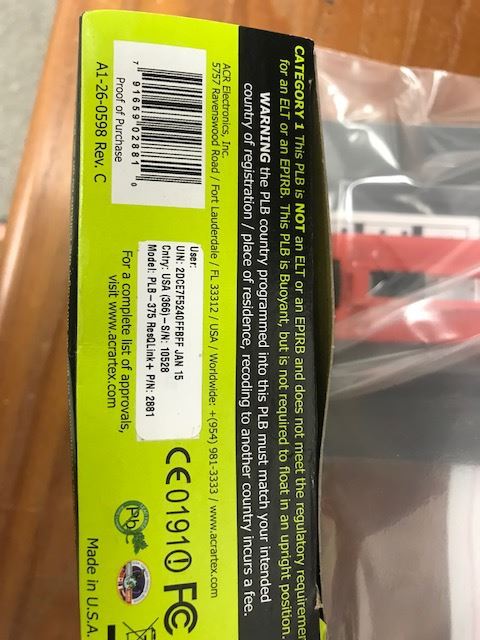 CATEGORY 1 This PLB is NOT an ELT or an EPIRB and does not meet the regulatory requirement
for an ELT or an EPIRB. This PLB is Buoyant, but is not required to float in an upright position.
WARNING the PLB country programmed into this PLB must match your intended
country of registration / place of residence, recoding to another country incurs a fee.
ACR Electronics, Inc.
5757 Ravenswood Road / Fort Lauderdale / FL 33312 / USA / Worldwide: +(954) 981-3333 / www.acrartex.com
7 91659 02881 0
Proof of Purchase
A1-26-0598 Rev. C
User:
UIN: 2DCE7F5240FFBFF JAN 15
Cntry: USA (366)-S/N: 10528
Model: PLB-375 ResQLink+ P/N: 2881
For a complete list of approvals,
visit www.acrartex.com
CE0191! FC
Pb
Made in U.S.A.